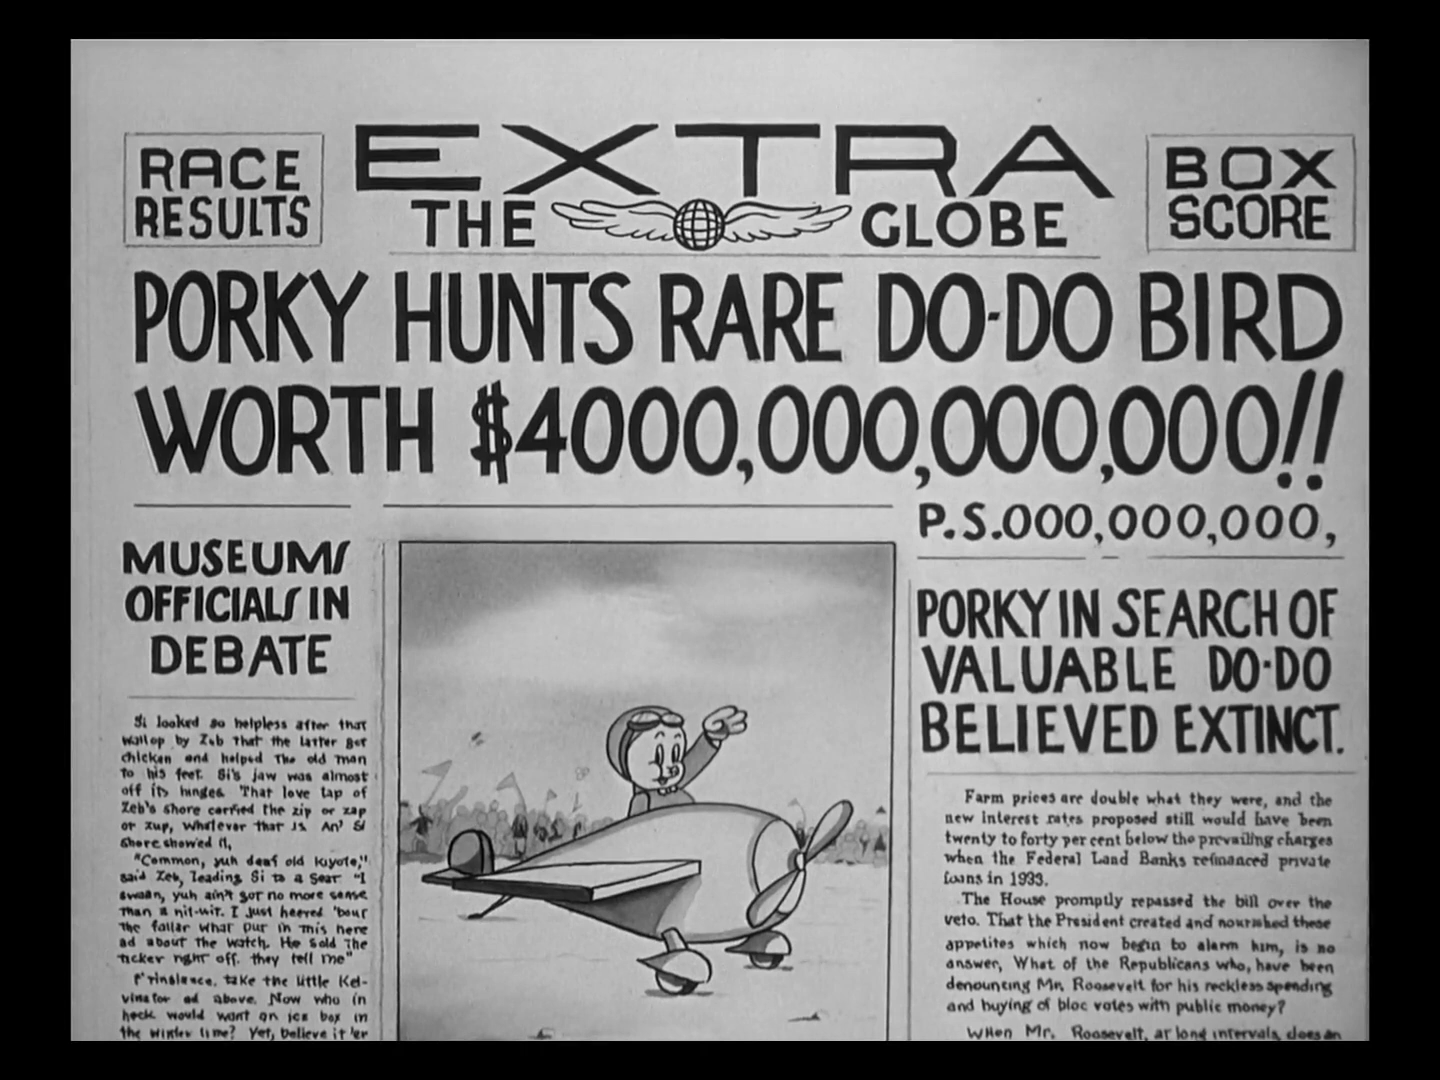 RACE
RESULTS
EXTRA
THE GLOBE
BOX
SCORE
PORKY HUNTS RARE DO-DO BIRD
WORTH $4000,000,000,000!!
P.S.000,000,000,
MUSEUMS
OFFICIALS IN
DEBATE
Si looked so helpless after that
wallop by Zeb that the latter got
chicken and helped the old man
to his feet. Si's jaw was almost
off its hinges. That love tap of
Zeb's shore carried the zip or zap
or zup, whatever that is. An' Si
shore showed it,
"Common, yuh deaf old kiyote,"
said Zeb, leading Si to a seat. "I
swaan, yuh ain't got no more sense
than a nit-wit. I just heered 'bout
the fallar what put in this here
ad about the watch. He sold the
ticker right off. they tell me"
F'rinstance, take the little Kel-
vinator ad above. Now who in
heck would want an ice box in
the winter time? Yet, believe it 'er
PORKY IN SEARCH OF
VALUABLE DO-DO
BELIEVED EXTINCT.
Farm prices are double what they were, and the
new interest rates proposed still would have been
twenty to forty per cent below the prevailing charges
when the Federal Land Banks refinanced private
loans in 1933.
The House promptly repassed the bill over the
veto. That the President created and nourished these
appetites which now begin to alarm him, is no
answer, What of the Republicans who, have been
denouncing Mr. Roosevelt for his reckless spending
and buying of bloc votes with public money?
When Mr. Roosevelt, at long intervals, does an